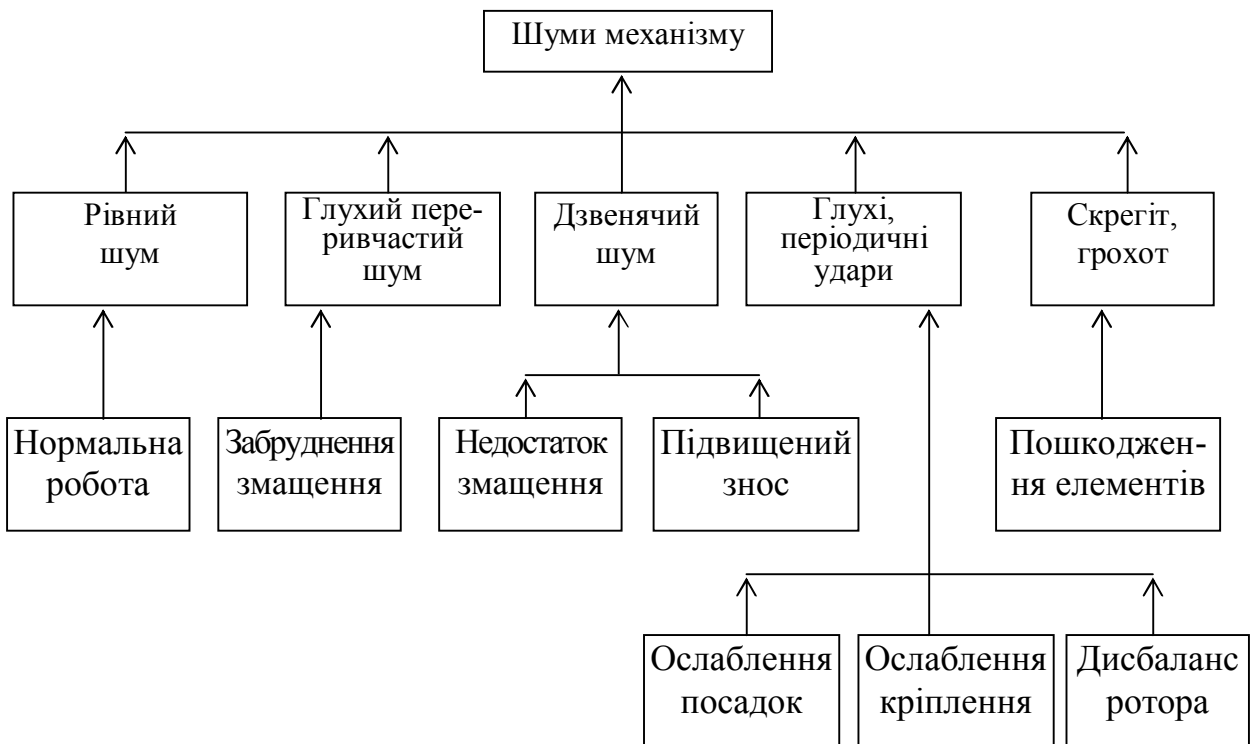 Шуми механізму
Рівний
шум
Глухий пере-
ривчастий
шум
Дзвенячий
шум
Глухі,
періодичні
удари
Скрегіт,
грохот
Нормальна
робота
Забруднення
змащення
Недостаток
змащення
Підвищений
знос
Пошкоджен-
ня елементів
Ослаблення
посадок
Ослаблення
кріплення
Дисбаланс
ротора